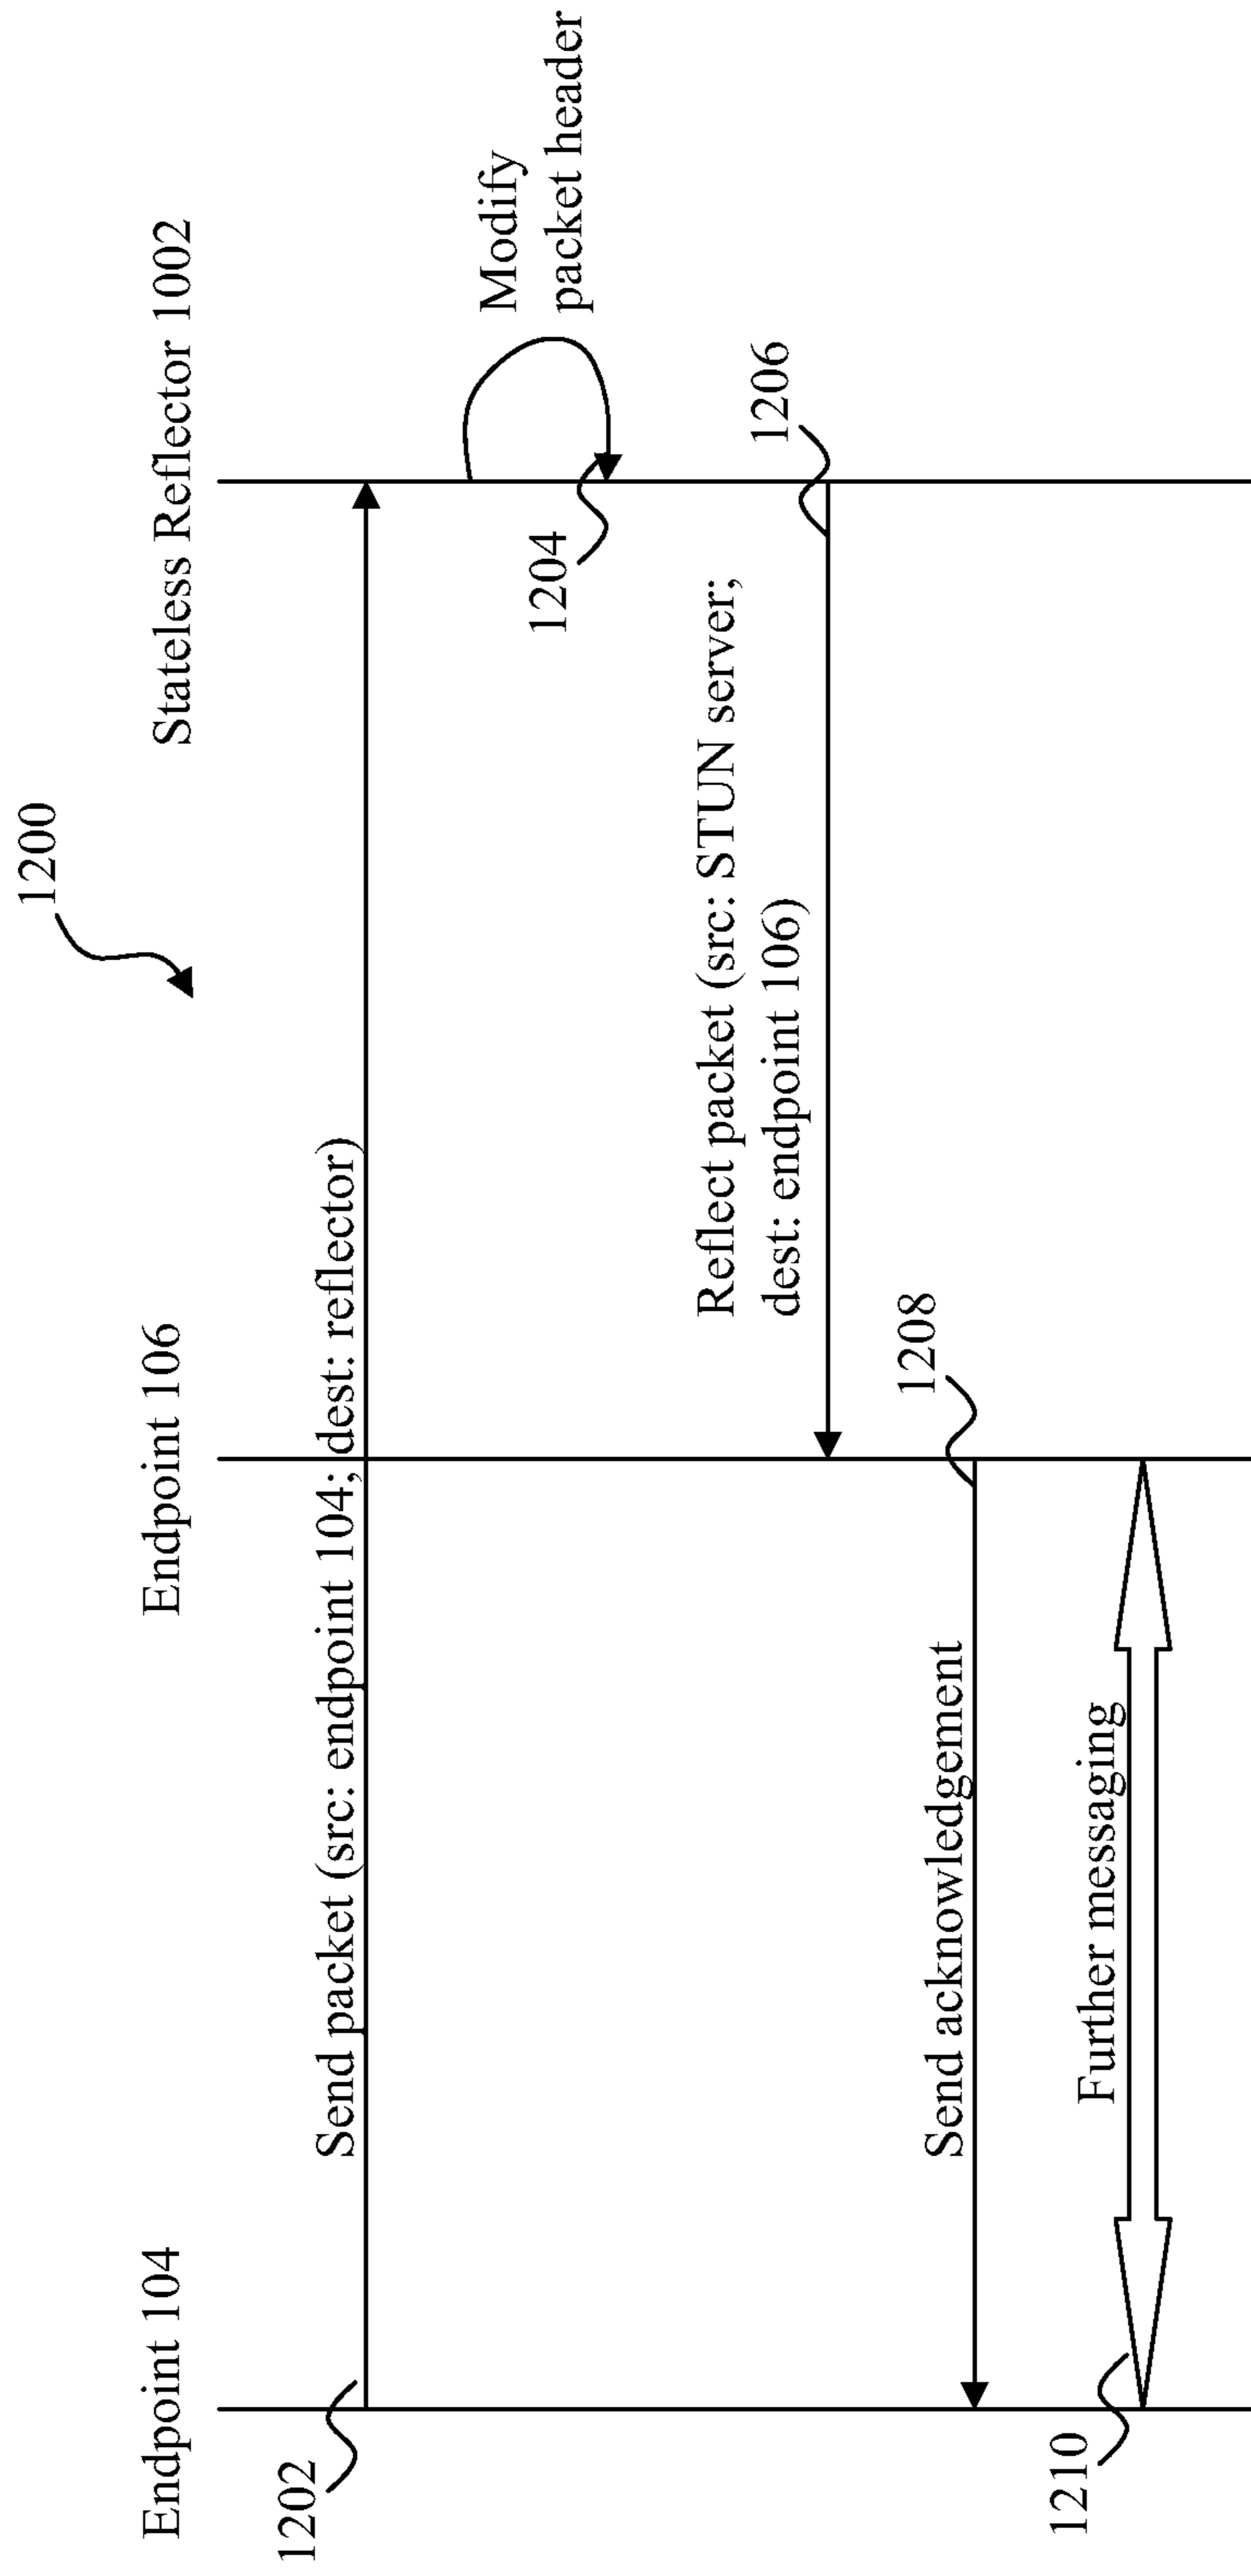 1200
Endpoint 104
Endpoint 106
Stateless Reflector 1002
1202
Send packet (src: endpoint 104; dest: reflector)
Modify
packet header
1204
Reflect packet (src: STUN server;
dest: endpoint 106)
1206
1208
Send acknowledgement
Further messaging
1210